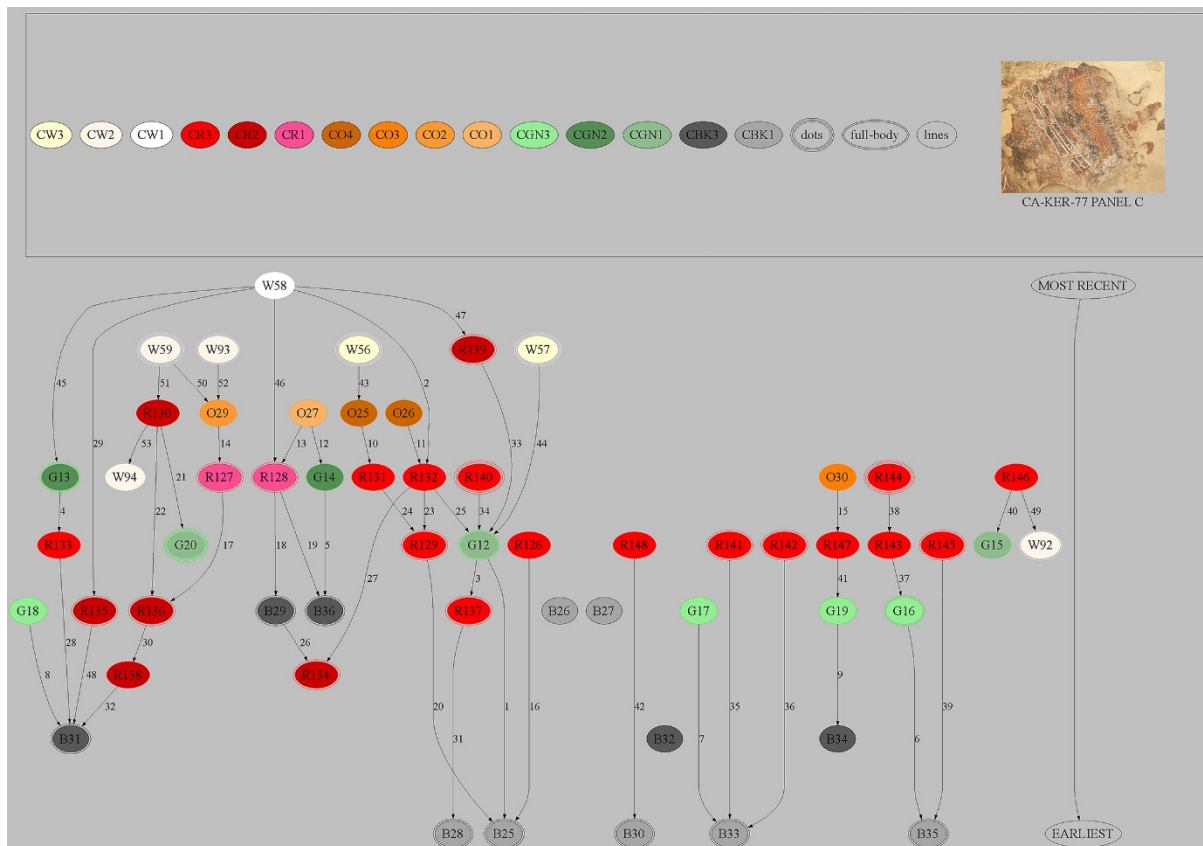 CW3 CW2 CW1 CR3 CR2 CR1 CO4 CO3 CO2 CO1 CGN3 CGN2 CGN1 CBK3 CBK1 dots full-body lines
CA-KER-77 PANEL C
W58 MOST RECENT
47
W59 W93 W56 R139 W57
45 51 50 52 46 43 2
R130 O29 O27 O25 O26
29 53 14 13 12 10 11 33 44
21
G13 W94 R127 R128 G14 R131 R132 R140 O30 R144 R146
4 22 24 23 25 34 15 38 40 49
R133 G20 R129 G12 R126 R148 R141 R142 R147 R143 R145 G15 W92
17 18 19 5 27 3 41 37
G18 R135 R136 B29 B36 R137 B26 B27 G17 G19 G16
28 30 26
8 48 R138 R134 9
32 20 1 16 42 35 36 39
31
B31 B32 7 B34 6
B28 B25 B30 B33 B35 EARLIEST